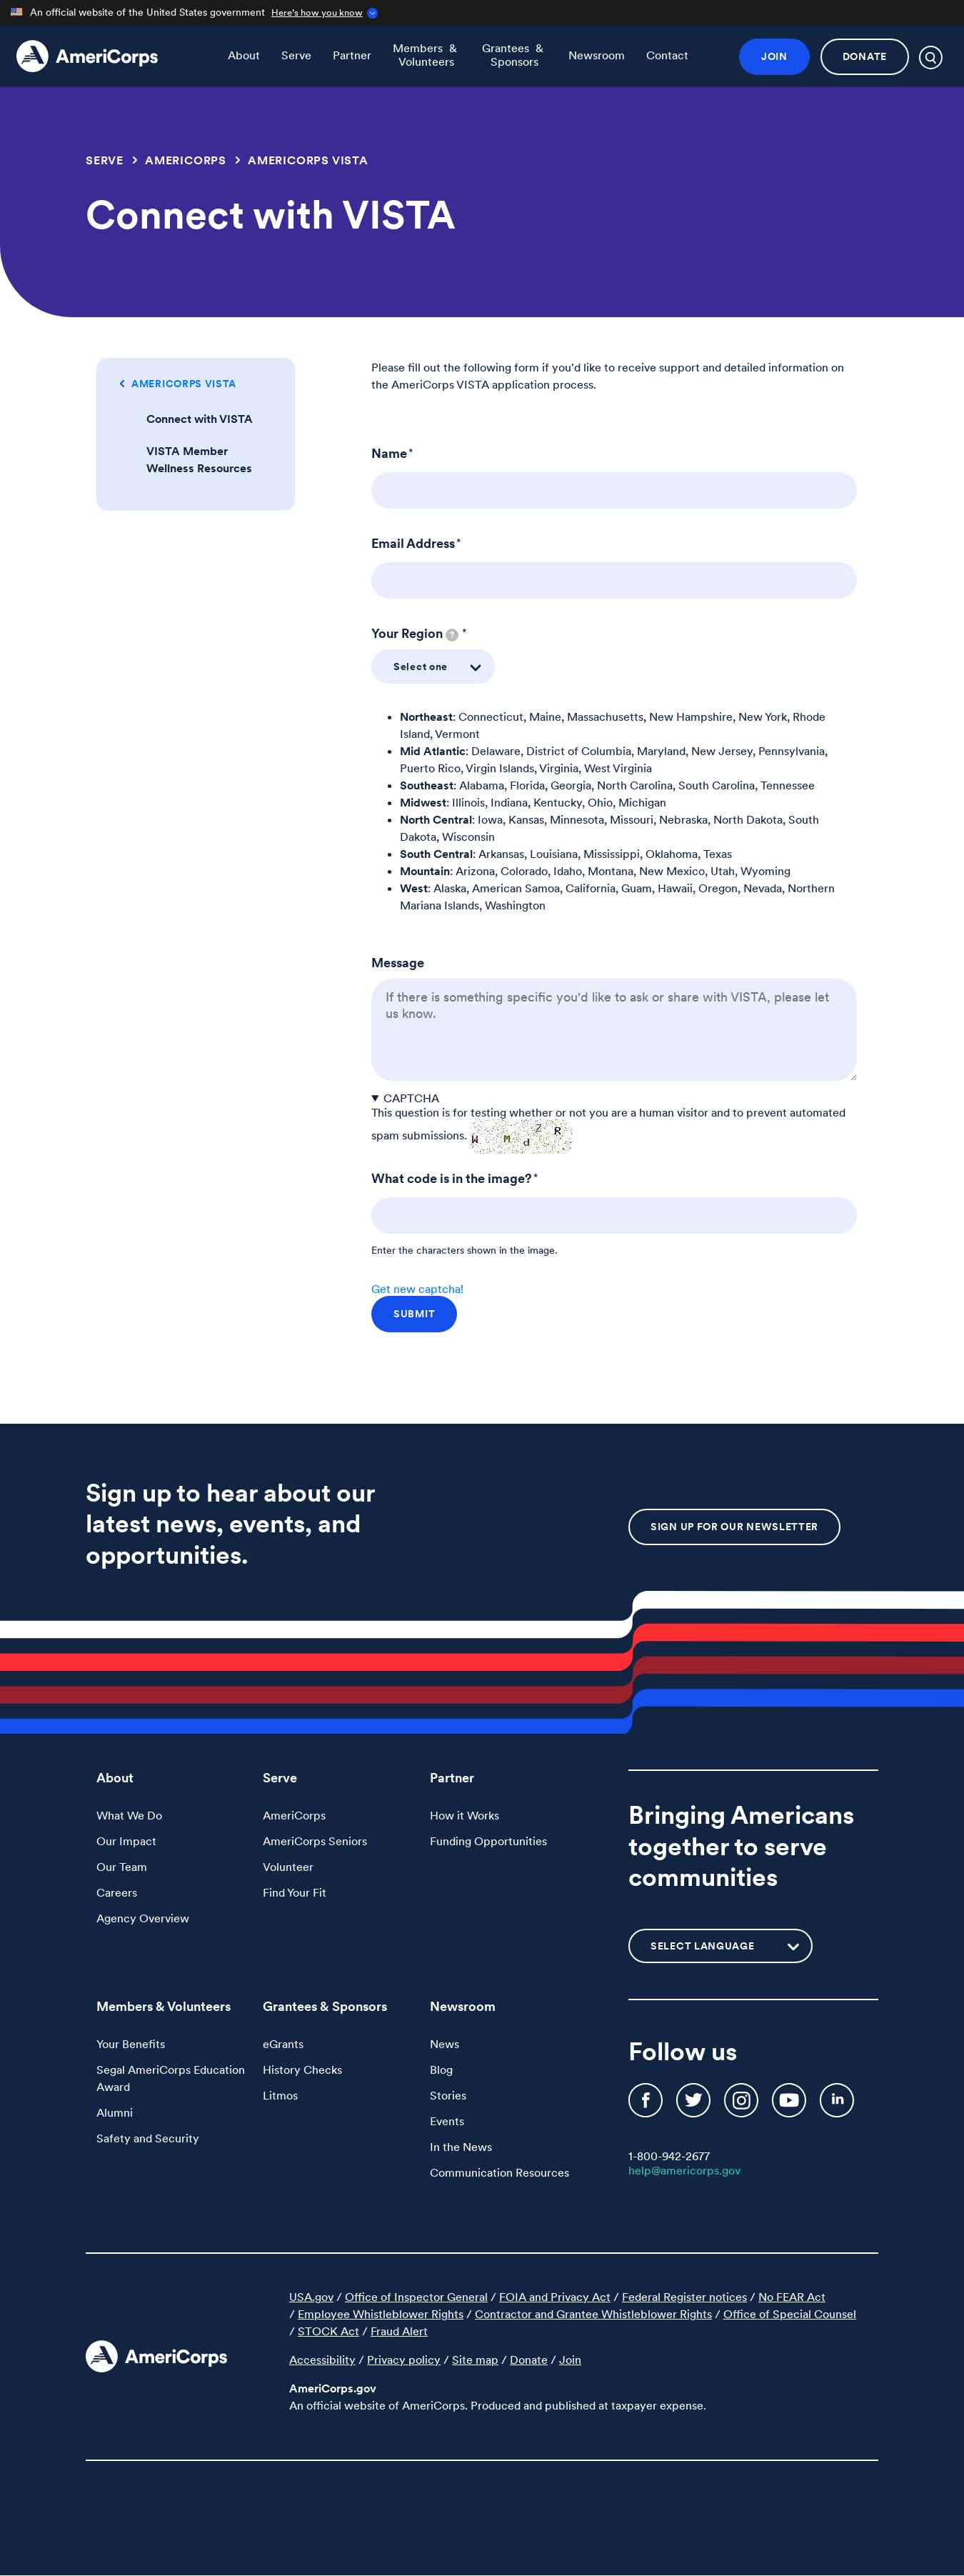 An official website of the United States government Here's how you know
AmeriCorps
About Serve Partner Members & Volunteers Grantees & Sponsors Newsroom Contact
JOIN DONATE
SERVE > AMERICORPS > AMERICORPS VISTA
Connect with VISTA
AMERICORPS VISTA
Connect with VISTA
VISTA Member
Wellness Resources
Please fill out the following form if you'd like to receive support and detailed information on
the AmeriCorps VISTA application process.
Name*
Email Address*
Your Region ? *
Select one
• Northeast: Connecticut, Maine, Massachusetts, New Hampshire, New York, Rhode
Island, Vermont
• Mid Atlantic: Delaware, District of Columbia, Maryland, New Jersey, Pennsylvania,
Puerto Rico, Virgin Islands, Virginia, West Virginia
• Southeast: Alabama, Florida, Georgia, North Carolina, South Carolina, Tennessee
• Midwest: Illinois, Indiana, Kentucky, Ohio, Michigan
• North Central: Iowa, Kansas, Minnesota, Missouri, Nebraska, North Dakota, South
Dakota, Wisconsin
• South Central: Arkansas, Louisiana, Mississippi, Oklahoma, Texas
• Mountain: Arizona, Colorado, Idaho, Montana, New Mexico, Utah, Wyoming
• West: Alaska, American Samoa, California, Guam, Hawaii, Oregon, Nevada, Northern
Mariana Islands, Washington
Message
If there is something specific you'd like to ask or share with VISTA, please let
us know.
▼ CAPTCHA
This question is for testing whether or not you are a human visitor and to prevent automated
spam submissions. W M d Z R
What code is in the image?*
Enter the characters shown in the image.
Get new captcha!
SUBMIT
Sign up to hear about our
latest news, events, and
opportunities.
SIGN UP FOR OUR NEWSLETTER
About
What We Do
Our Impact
Our Team
Careers
Agency Overview
Serve
AmeriCorps
AmeriCorps Seniors
Volunteer
Find Your Fit
Partner
How it Works
Funding Opportunities
Bringing Americans
together to serve
communities
SELECT LANGUAGE
Members & Volunteers
Your Benefits
Segal AmeriCorps Education
Award
Alumni
Safety and Security
Grantees & Sponsors
eGrants
History Checks
Litmos
Newsroom
News
Blog
Stories
Events
In the News
Communication Resources
Follow us
1-800-942-2677
help@americorps.gov
AmeriCorps
USA.gov / Office of Inspector General / FOIA and Privacy Act / Federal Register notices / No FEAR Act
/ Employee Whistleblower Rights / Contractor and Grantee Whistleblower Rights / Office of Special Counsel
/ STOCK Act / Fraud Alert
Accessibility / Privacy policy / Site map / Donate / Join
AmeriCorps.gov
An official website of AmeriCorps. Produced and published at taxpayer expense.